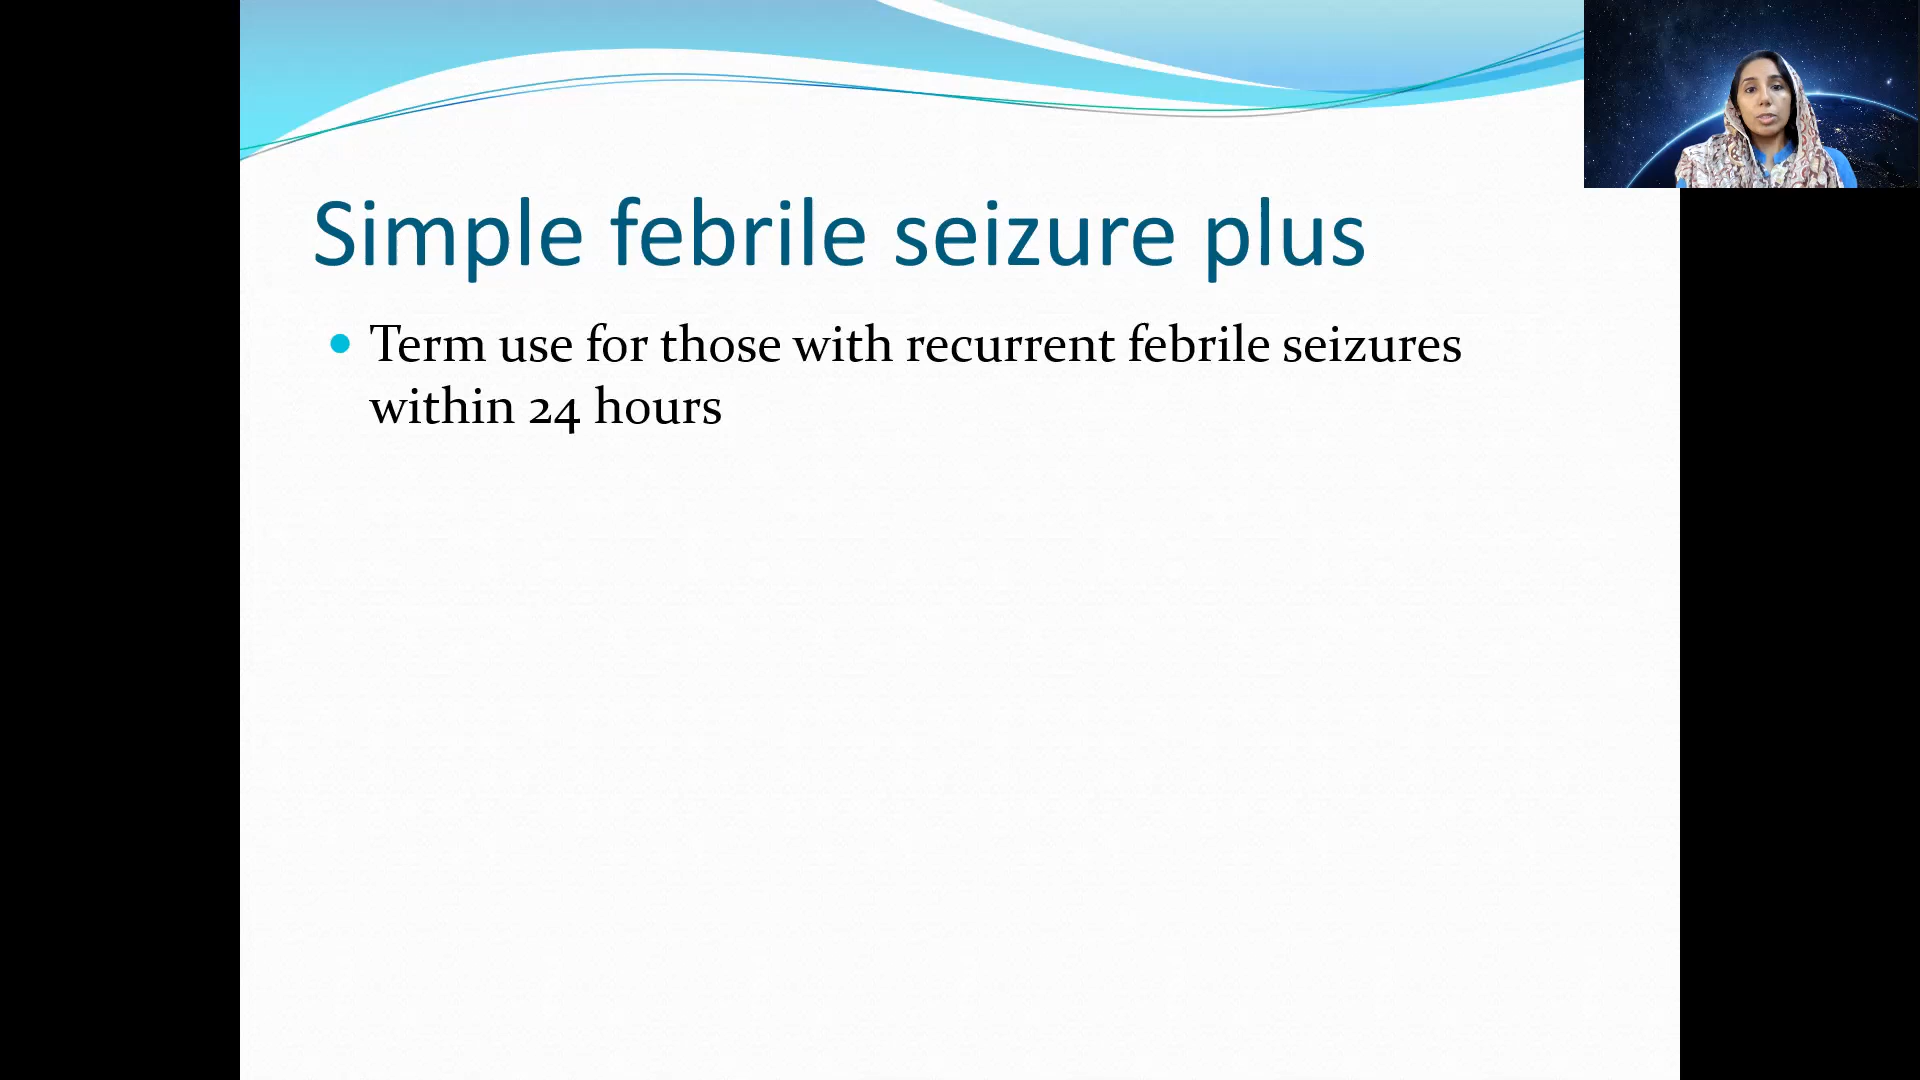 Simple febrile seizure plus
Term use for those with recurrent febrile seizures
within 24 hours